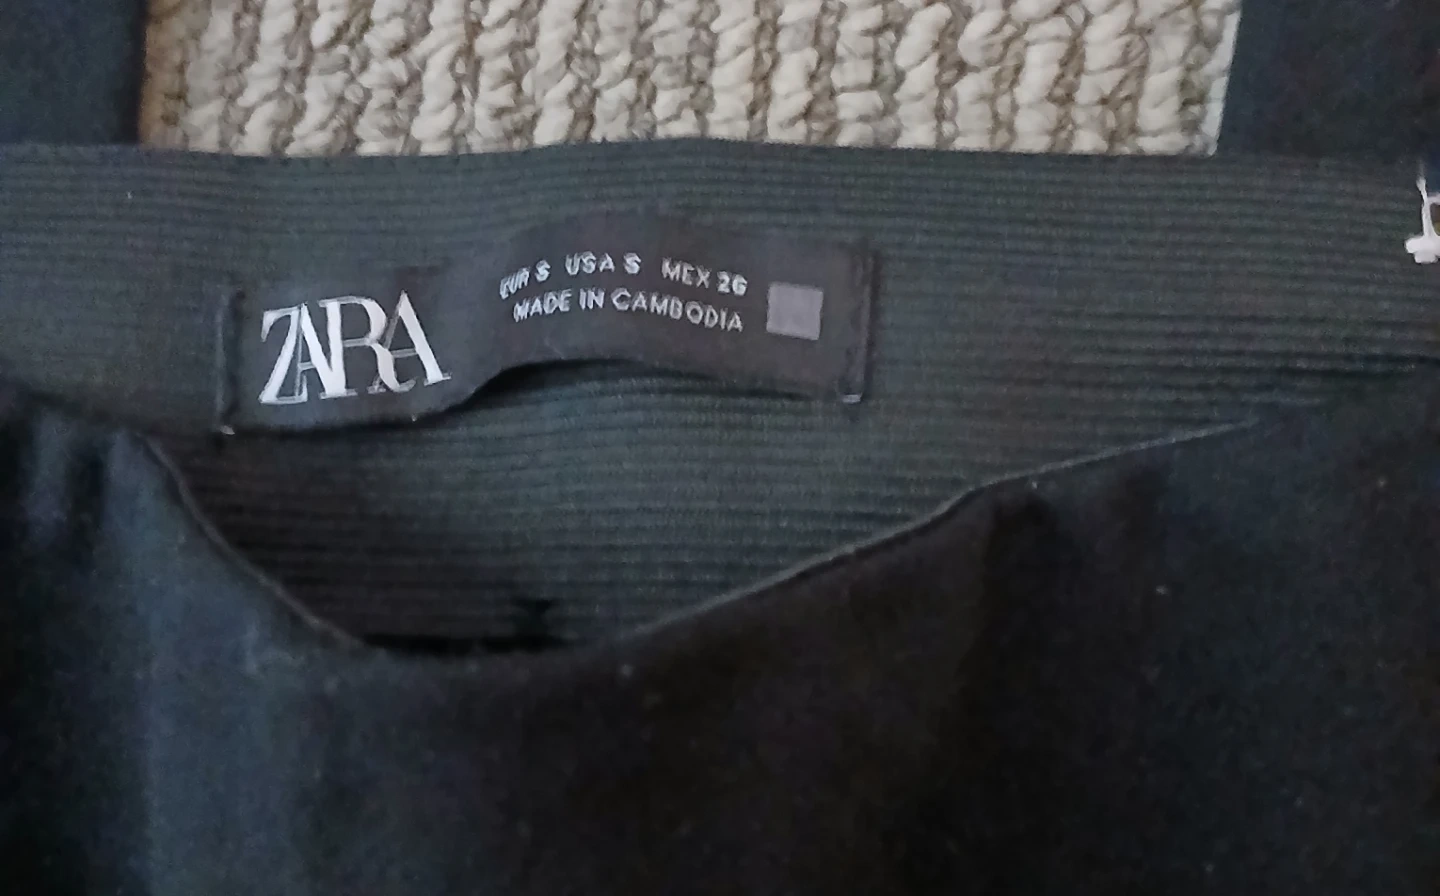 ZARA
EUR S USA S MEX 26
MADE IN CAMBODIA